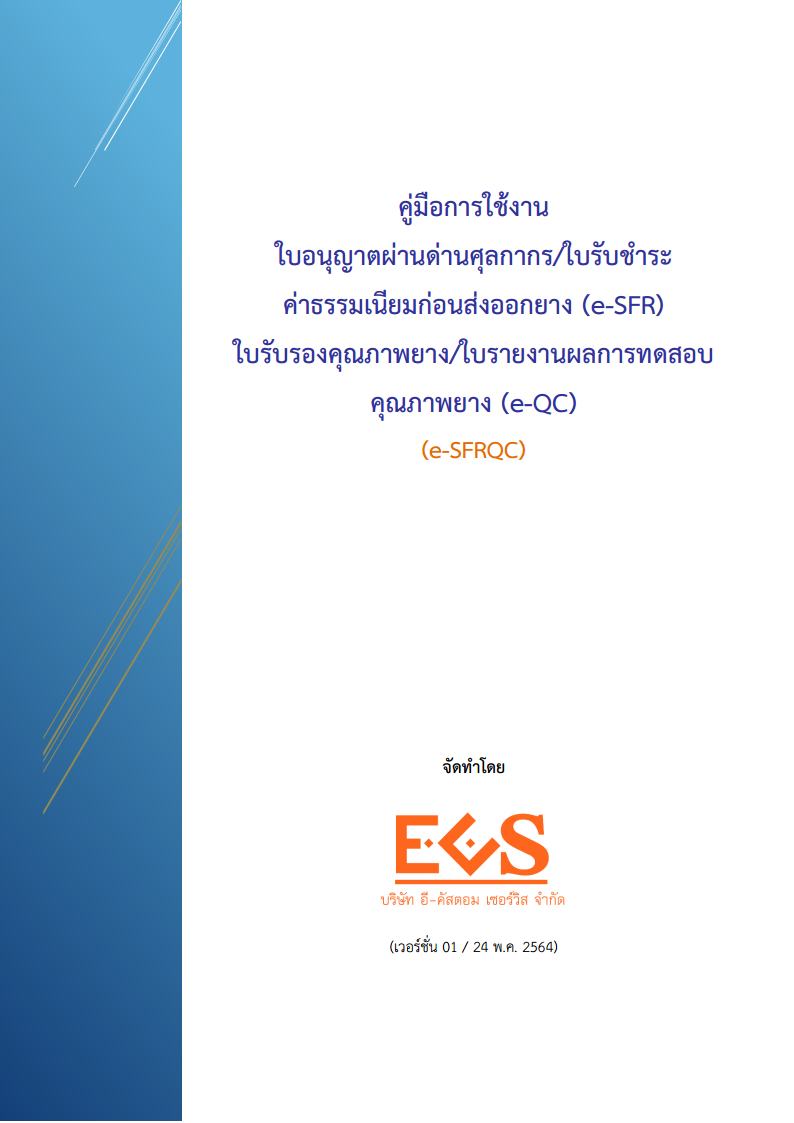 คู่มือการใช้งาน
ใบอนุญาตผ่านด่านศุลกากร/ใบรับชำระ
ค่าธรรมเนียมก่อนส่งออกยาง (e-SFR)
ใบรับรองคุณภาพยาง/ใบรายงานผลการทดสอบ
คุณภาพยาง (e-QC)
(e-SFRQC)
จัดทำโดย
ECS
บริษัท อี-คัสตอม เซอร์วิส จำกัด
(เวอร์ชั่น 01 / 24 พ.ค. 2564)